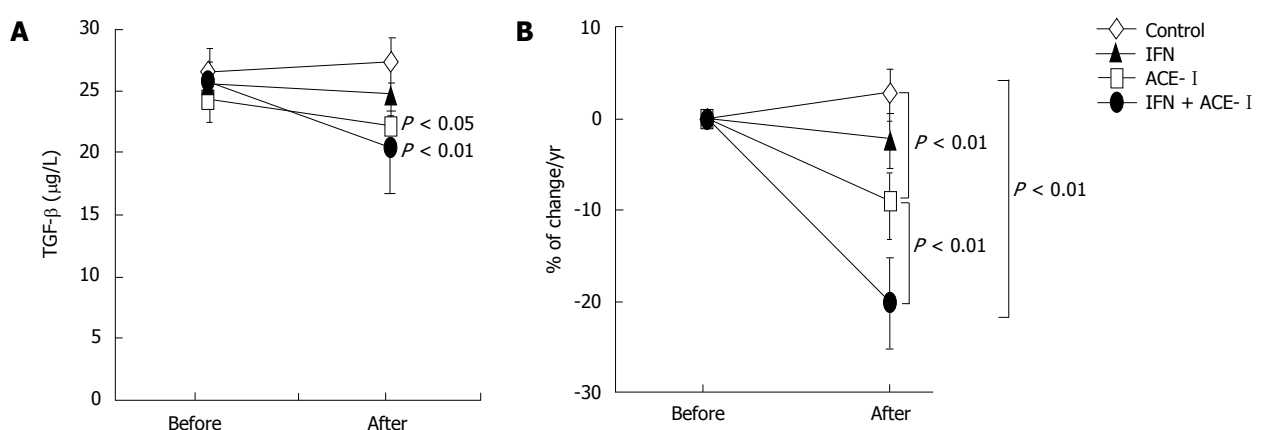 A
30
25
20
15
10
5
0
TGF-β (μg/L)
Before
After
P < 0.05
P < 0.01
B
10
0
-10
-20
-30
% of change/yr
Before
After
P < 0.01
P < 0.01
P < 0.01
Control
IFN
ACE- I
IFN + ACE- I